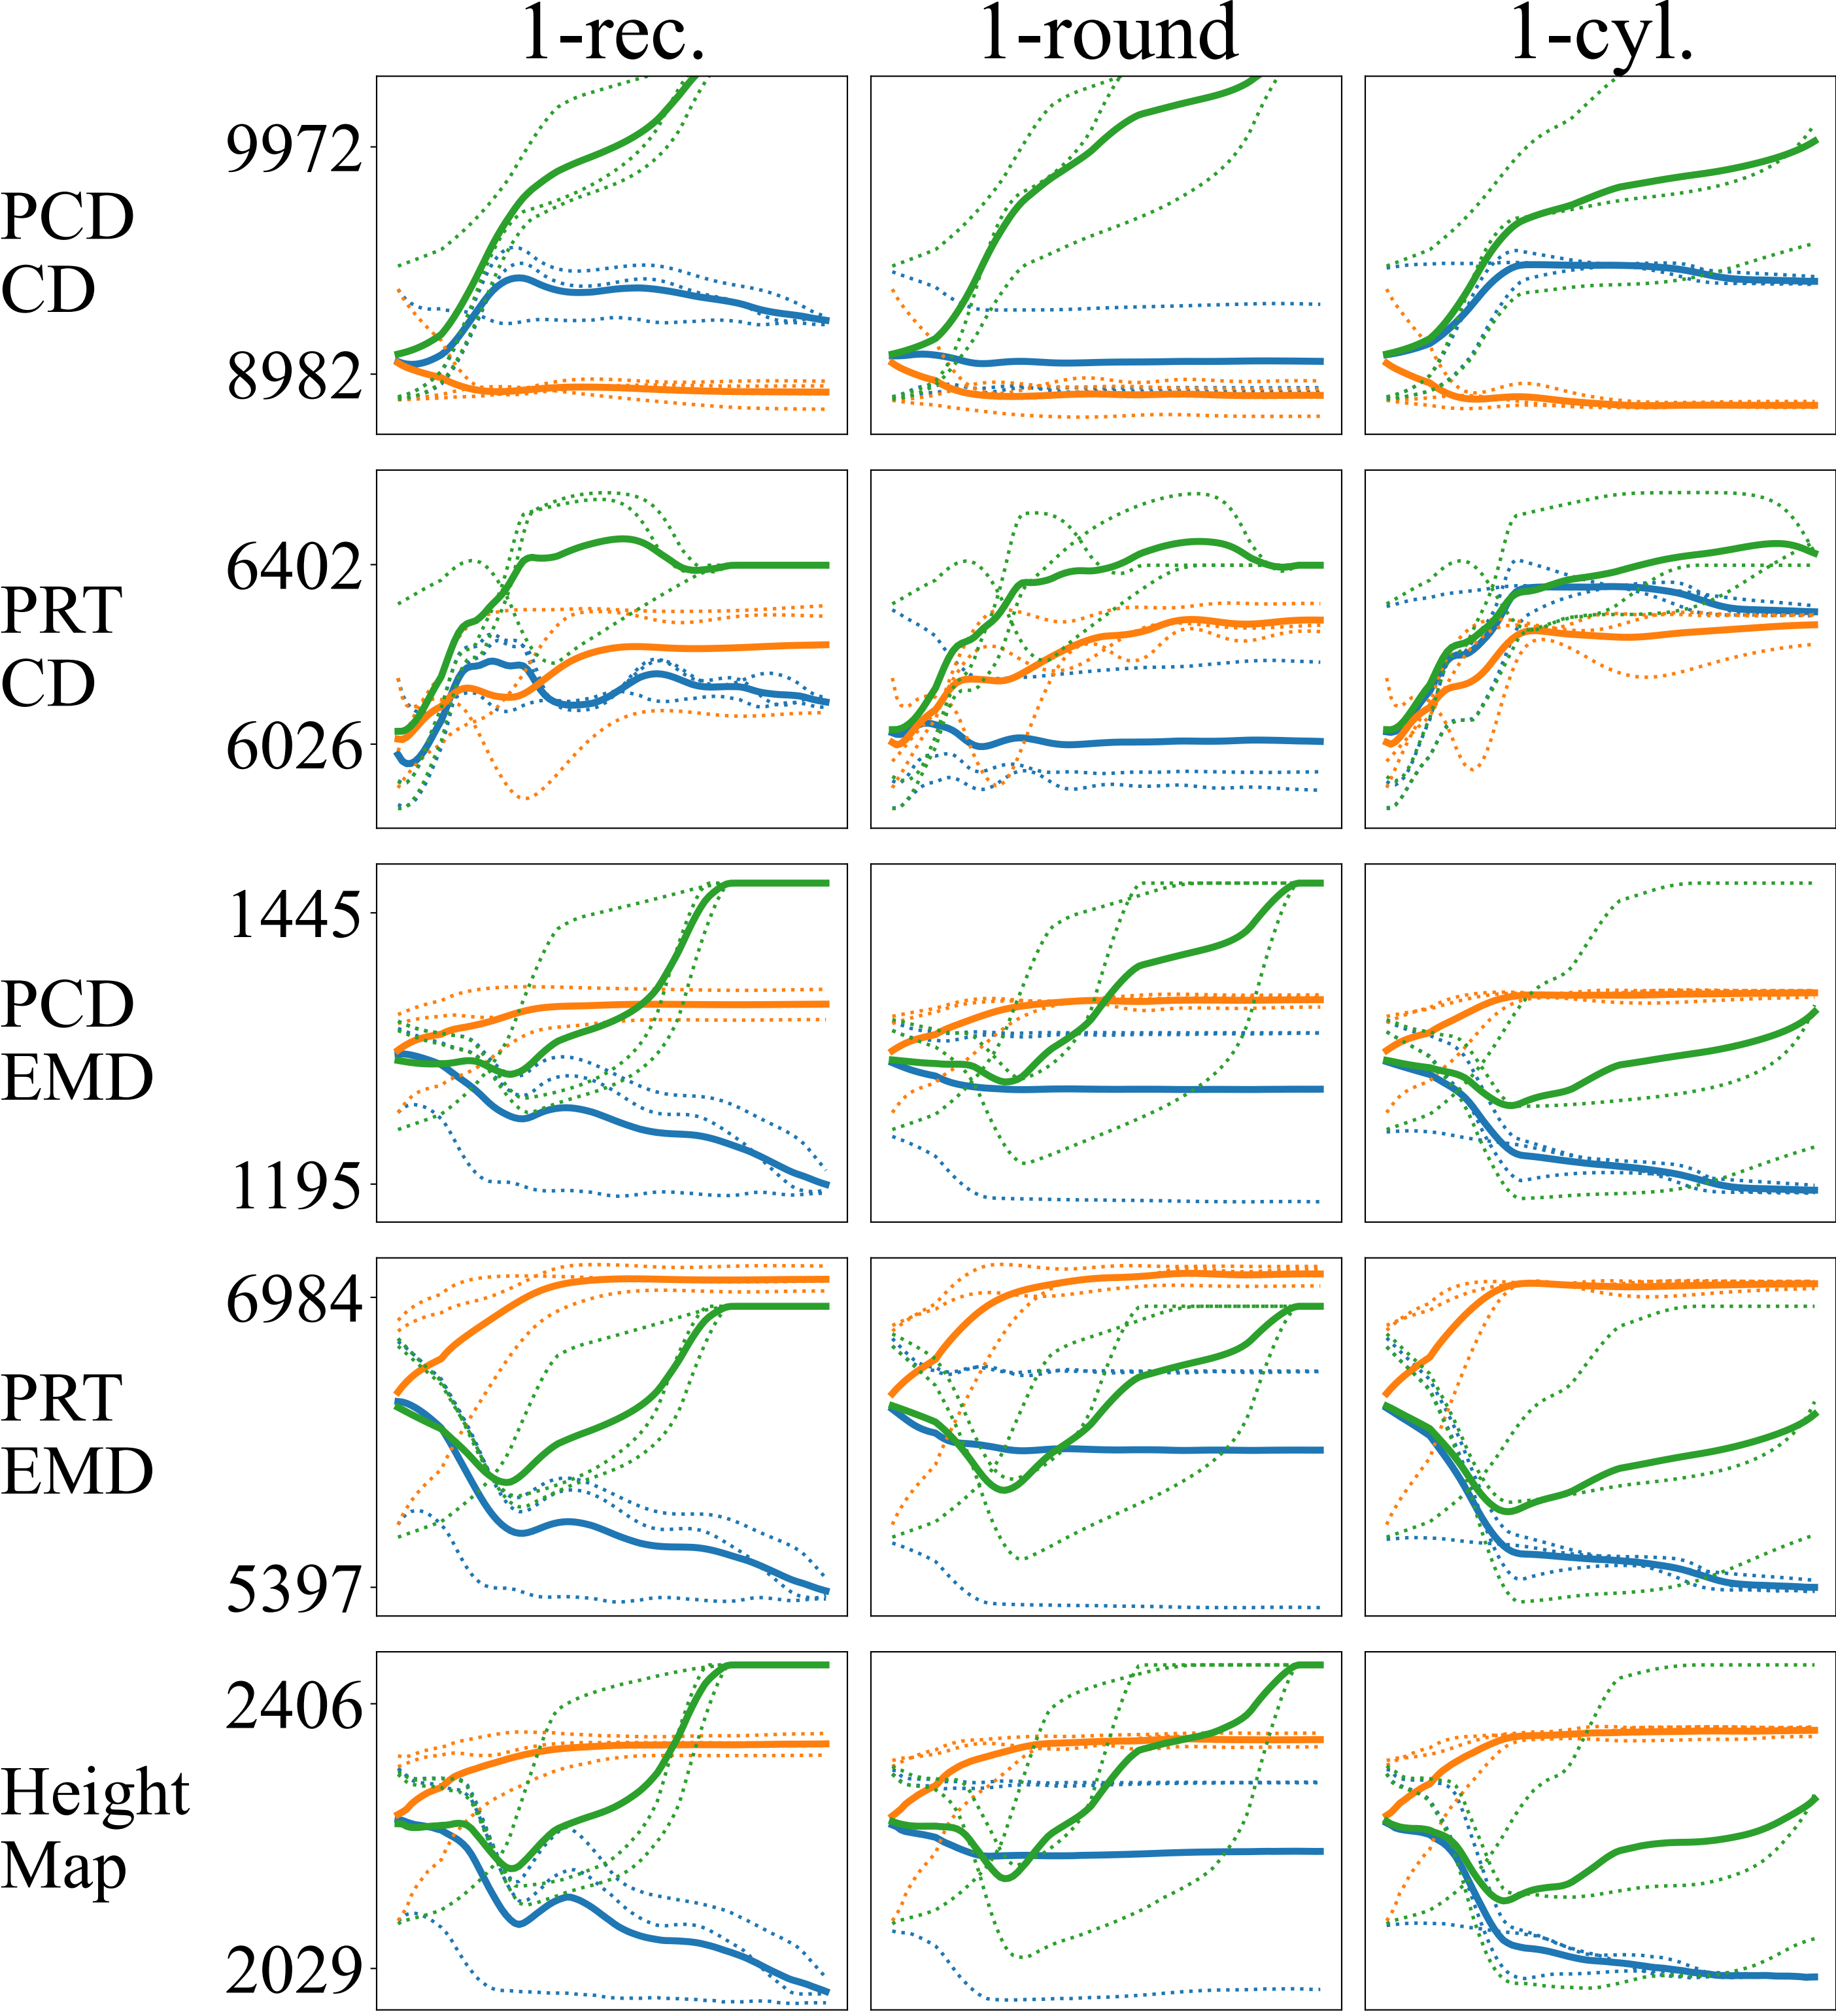 1-rec. 1-round 1-cyl.
9972
PCD
CD
8982
6402
PRT
CD
6026
1445
PCD
EMD
1195
6984
PRT
EMD
5397
2406
Height
Map
2029